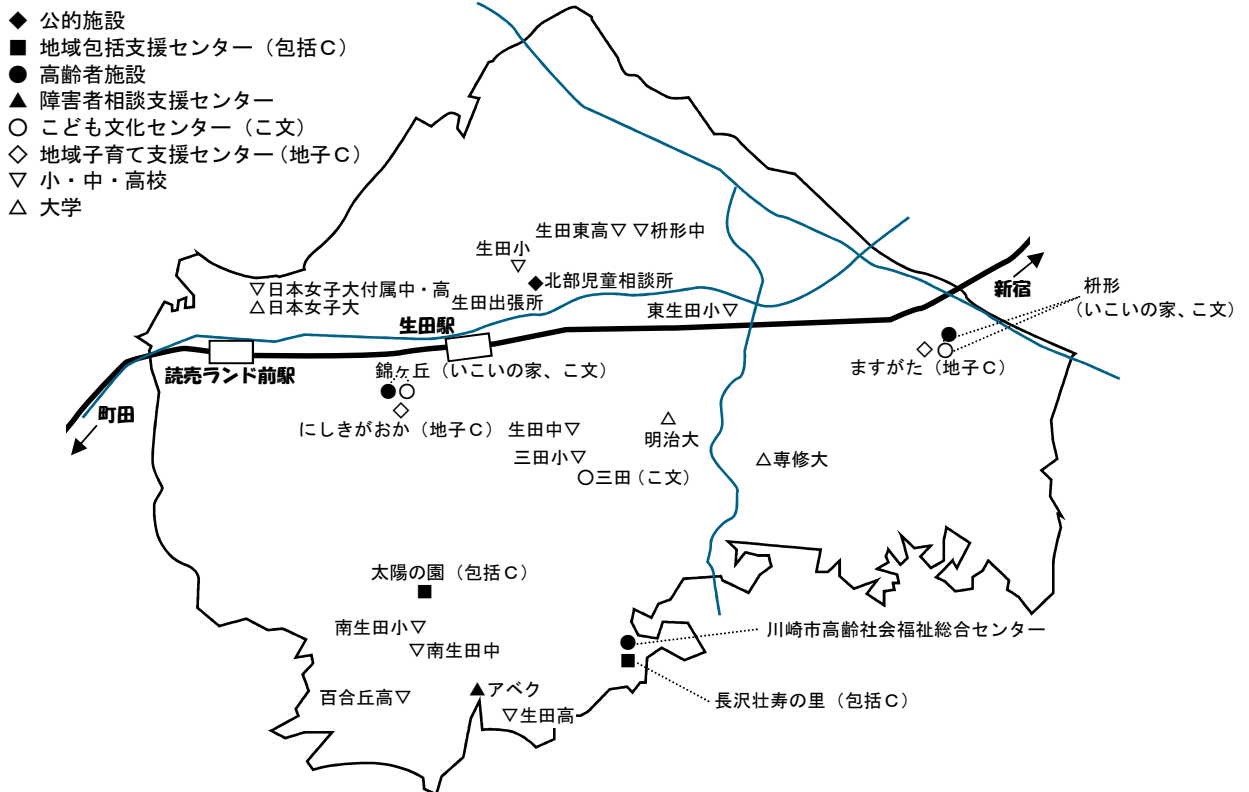 ◆ 公的施設
■ 地域包括支援センター（包括C）
● 高齢者施設
▲ 障害者相談支援センター
○ こども文化センター（こ文）
◇ 地域子育て支援センター（地子C）
▽ 小・中・高校
△ 大学
生田東高▽ ▽枡形中
生田小
▽
◆北部児童相談所
▽日本女子大付属中・高
△日本女子大
生田出張所
東生田小▽
新宿
枡形
（いこいの家、こ文）
生田駅
ますがた（地子C）
読売ランド前駅
錦ヶ丘（いこいの家、こ文）
町田
にしきがおか（地子C）
生田中▽
△
明治大
三田小▽
△専修大
○三田（こ文）
太陽の園（包括C）
■
南生田小▽
▽南生田中
川崎市高齢社会福祉総合センター
百合丘高▽
▲アベク
長沢壮寿の里（包括C）
▽生田高